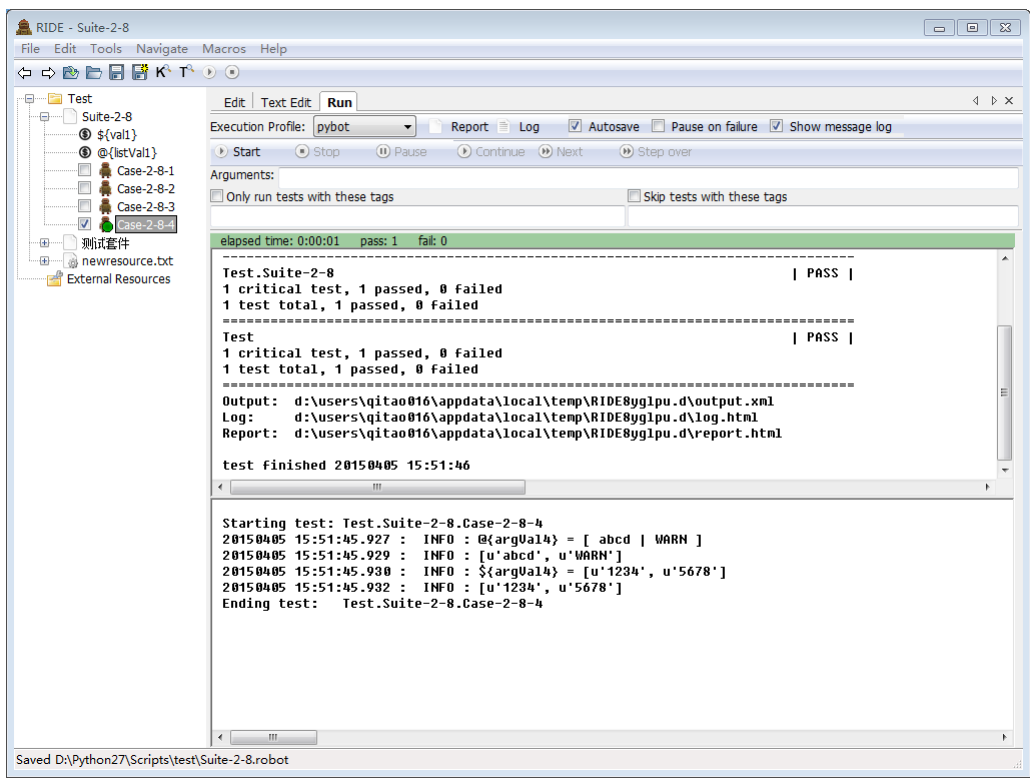 RIDE - Suite-2-8
File Edit Tools Navigate Macros Help
Test
Suite-2-8
${val1}
@{listVal1}
Case-2-8-1
Case-2-8-2
Case-2-8-3
Case-2-8-4
测试套件
newresource.txt
External Resources
Edit Text Edit Run
Execution Profile: pybot Report Log Autosave Pause on failure Show message log
Start Stop Pause Continue Next Step over
Arguments:
Only run tests with these tags Skip tests with these tags
elapsed time: 0:00:01 pass: 1 fail: 0
------------------------------------------------------------------------------
Test.Suite-2-8 | PASS |
1 critical test, 1 passed, 0 failed
1 test total, 1 passed, 0 failed
==============================================================================
Test | PASS |
1 critical test, 1 passed, 0 failed
1 test total, 1 passed, 0 failed
==============================================================================
Output: d:\users\qitao016\appdata\local\temp\RIDE8yglpu.d\output.xml
Log: d:\users\qitao016\appdata\local\temp\RIDE8yglpu.d\log.html
Report: d:\users\qitao016\appdata\local\temp\RIDE8yglpu.d\report.html
test finished 20150405 15:51:46
Starting test: Test.Suite-2-8.Case-2-8-4
20150405 15:51:45.927 : INFO : @{argVal4} = [ abcd | WARN ]
20150405 15:51:45.929 : INFO : [u'abcd', u'WARN']
20150405 15:51:45.930 : INFO : ${argVal4} = [u'1234', u'5678']
20150405 15:51:45.932 : INFO : [u'1234', u'5678']
Ending test: Test.Suite-2-8.Case-2-8-4
Saved D:\Python27\Scripts\test\Suite-2-8.robot